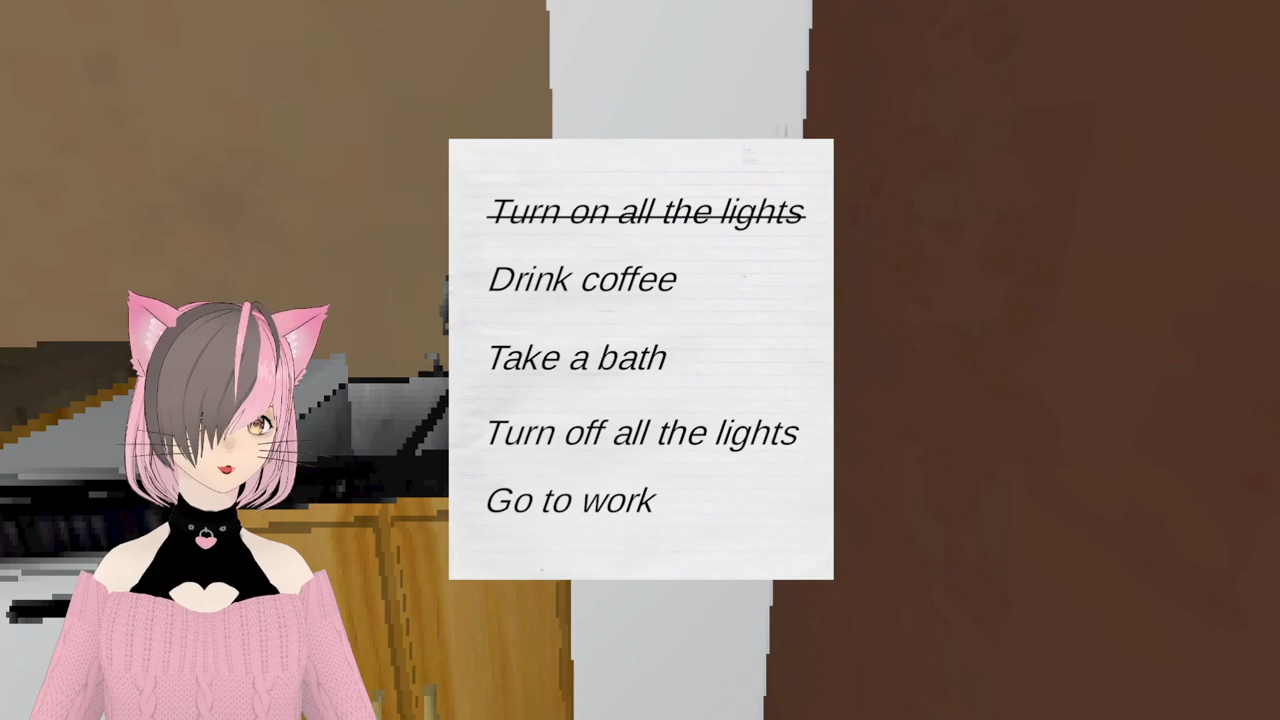 Turn on all the lights
Drink coffee
Take a bath
Turn off all the lights
Go to work